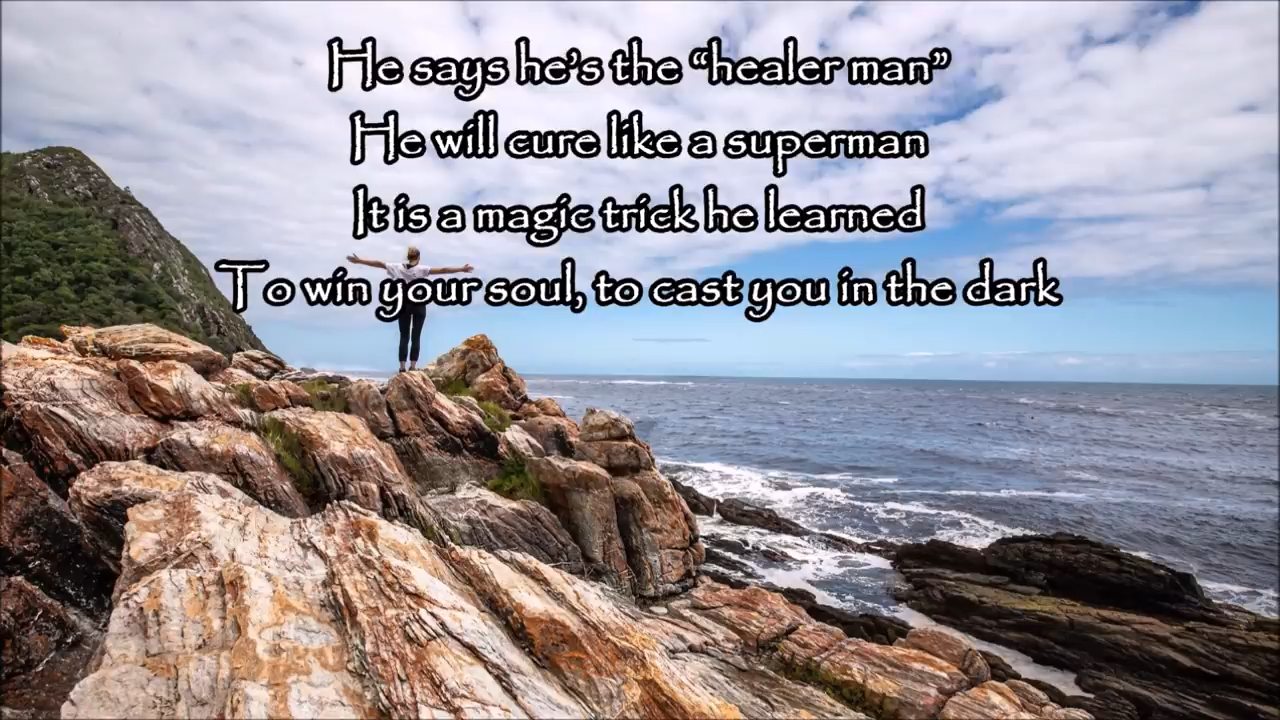 He says he's the “healer man”
He will cure like a superman
It is a magic trick he learned
To win your soul, to cast you in the dark